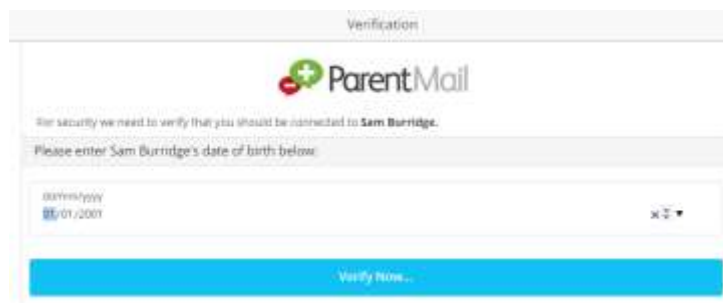 Verification
ParentMail
For security we need to verify that you should be connected to Sam Burridge.
Please enter Sam Burridge's date of birth below:
dd/mm/yyyy
01/01/2001
Verify Now...